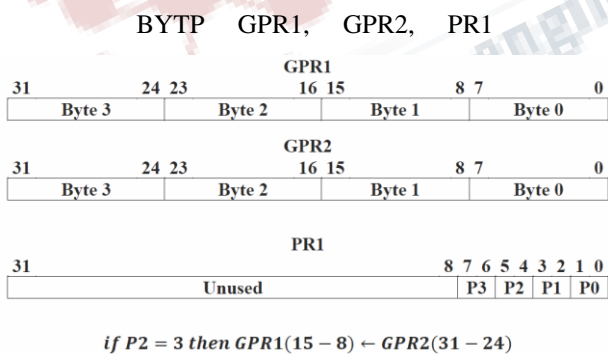 BYTP GPR1, GPR2, PR1
GPR1
31 24 23 16 15 8 7 0
Byte 3 Byte 2 Byte 1 Byte 0
GPR2
31 24 23 16 15 8 7 0
Byte 3 Byte 2 Byte 1 Byte 0
PR1
31 8 7 6 5 4 3 2 1 0
Unused P3 P2 P1 P0
if P2 = 3 then GPR1(15 − 8) ← GPR2(31 − 24)